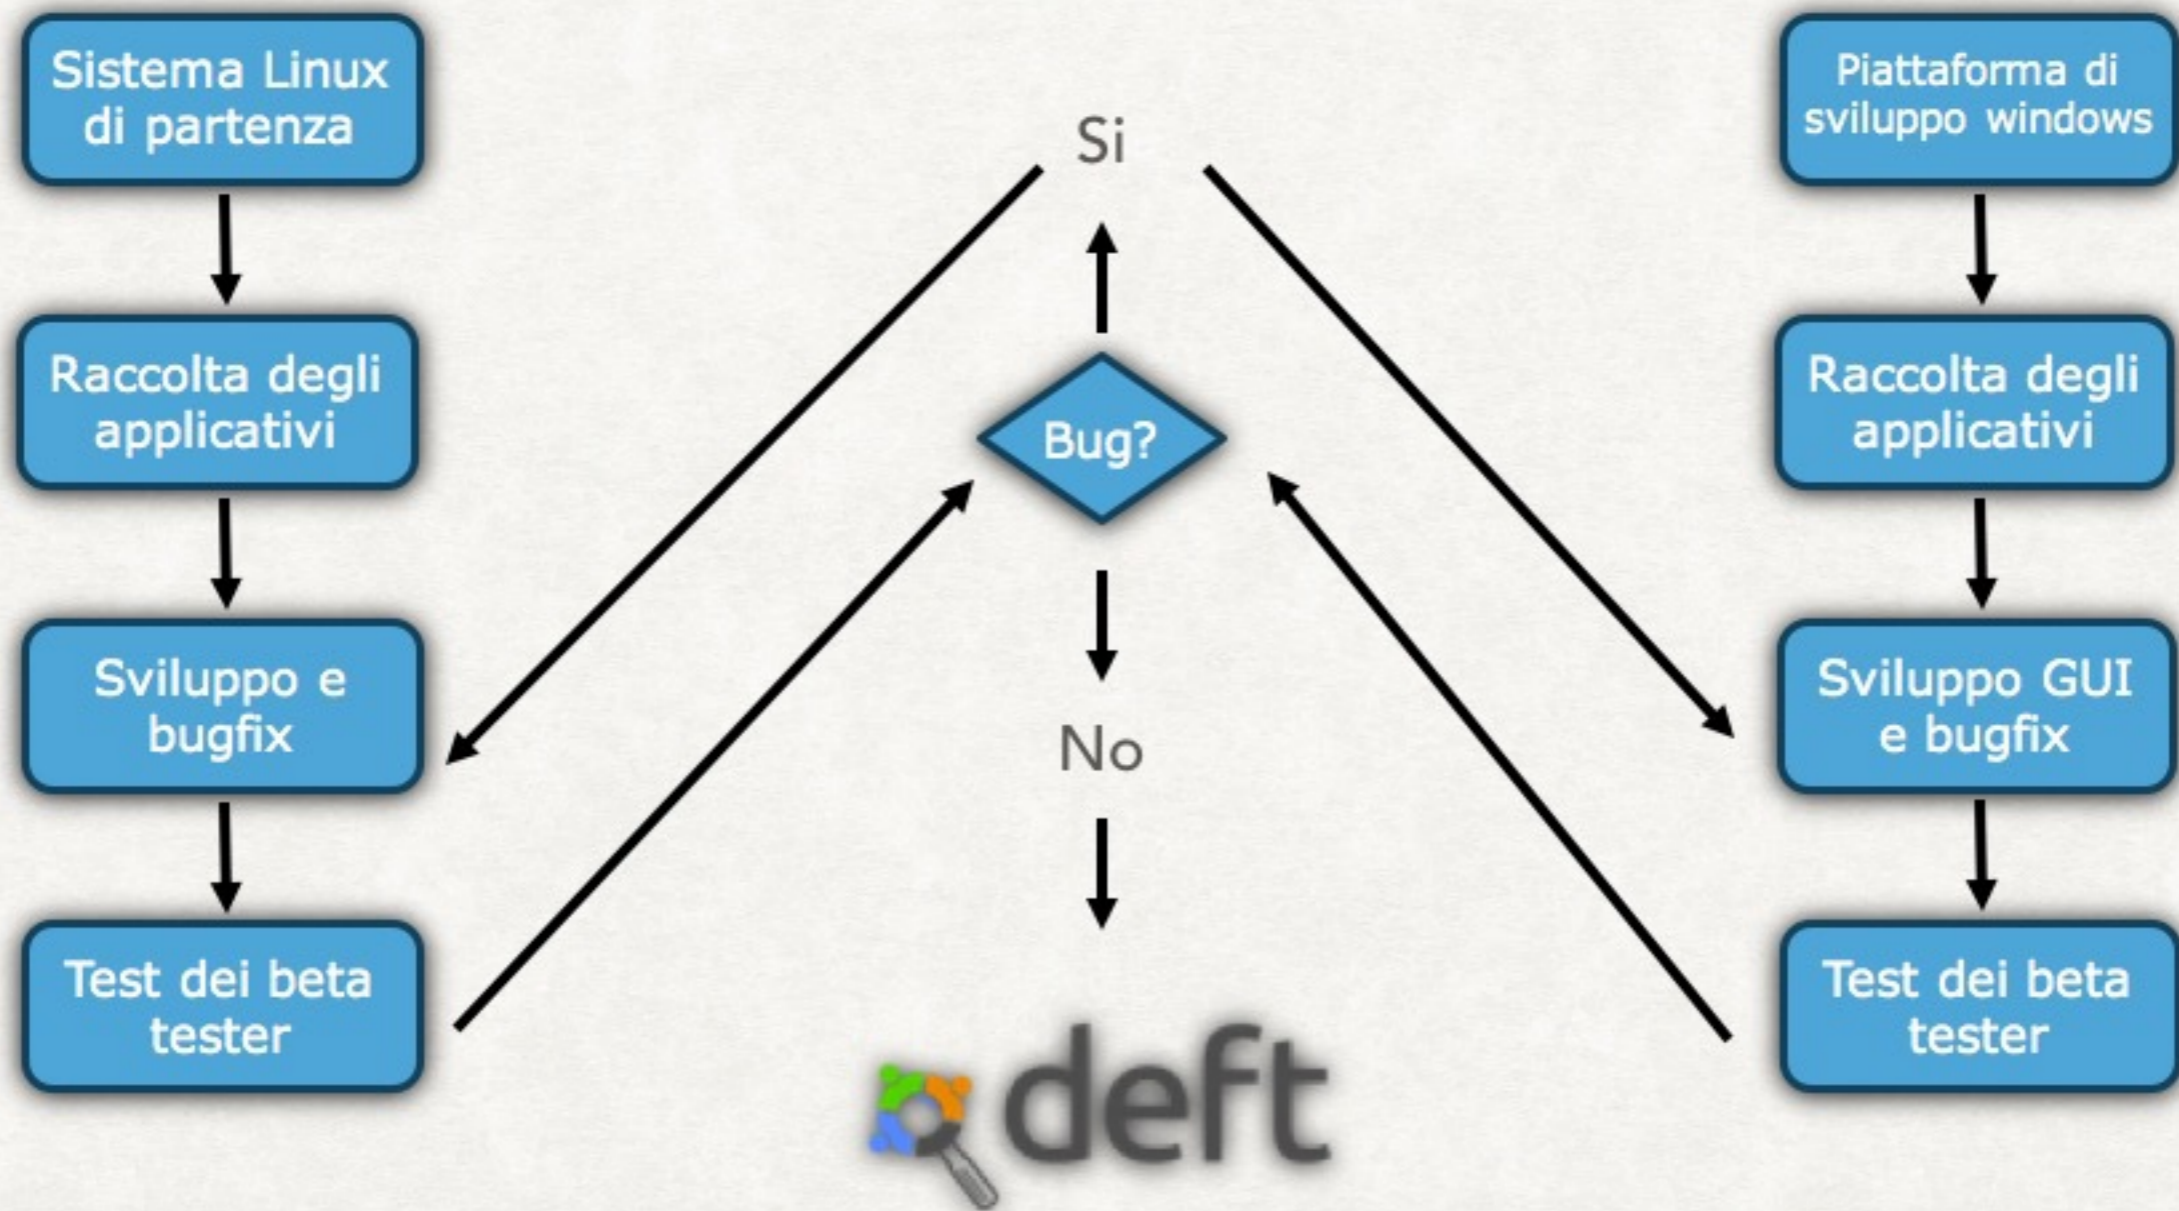 Sistema Linux
di partenza
Raccolta degli
applicativi
Sviluppo e
bugfix
Test dei beta
tester
Si
Bug?
No
deft
Piattaforma di
sviluppo windows
Raccolta degli
applicativi
Sviluppo GUI
e bugfix
Test dei beta
tester